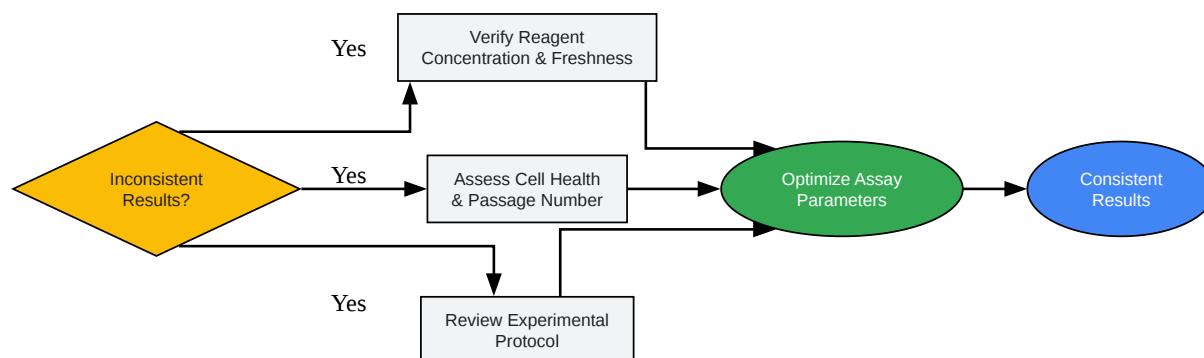 Yes
Verify Reagent
Concentration & Freshness
Inconsistent
Results?
Yes
Assess Cell Health
& Passage Number
Optimize Assay
Parameters
Consistent
Results
Yes
Review Experimental
Protocol